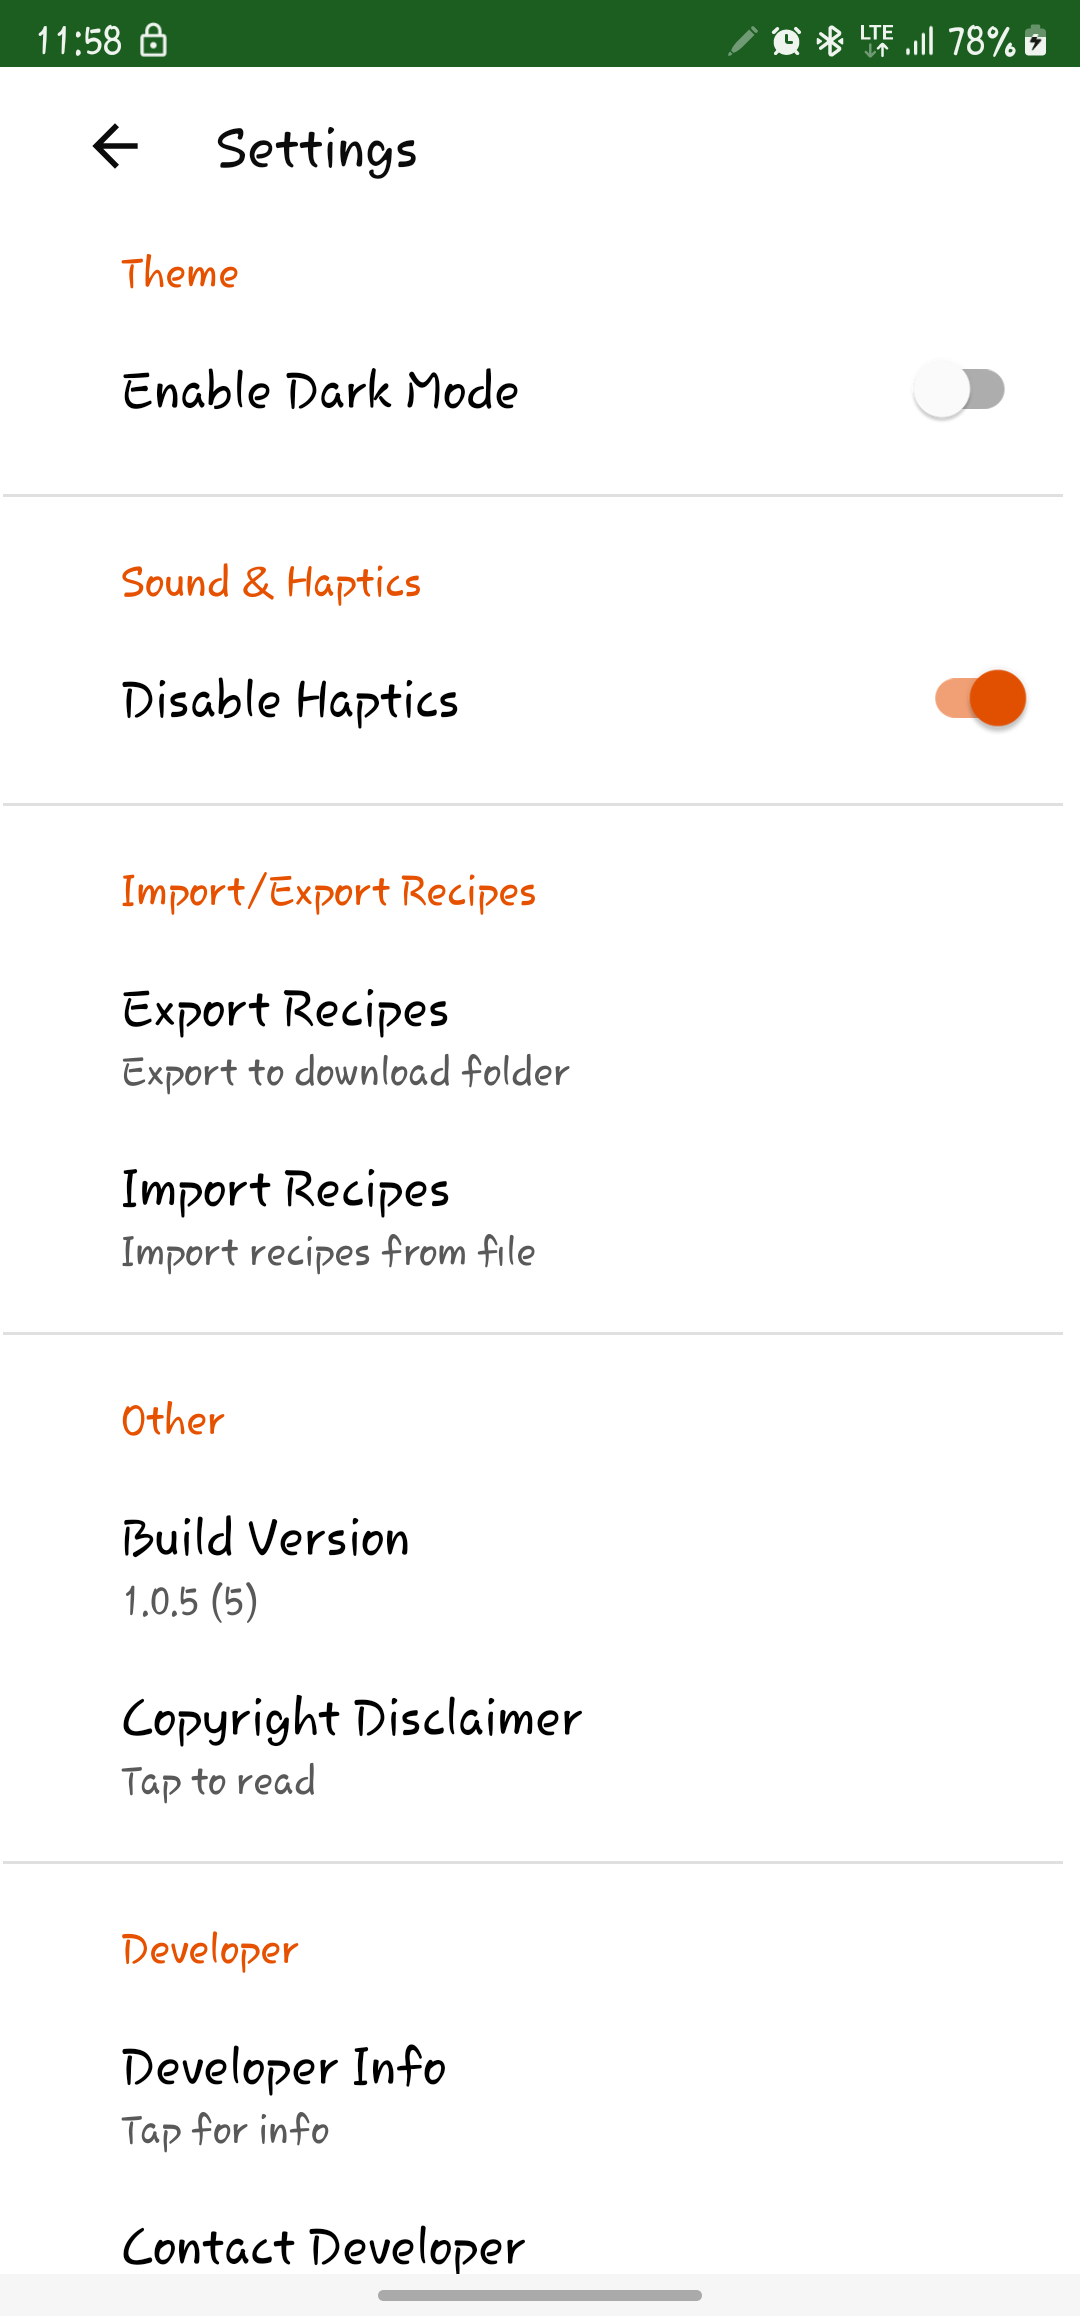 11:58 LTE 78%
Settings
Theme
Enable Dark Mode
Sound & Haptics
Disable Haptics
Import/Export Recipes
Export Recipes
Export to download folder
Import Recipes
Import recipes from file
Other
Build Version
1.0.5 (5)
Copyright Disclaimer
Tap to read
Developer
Developer Info
Tap for info
Contact Developer